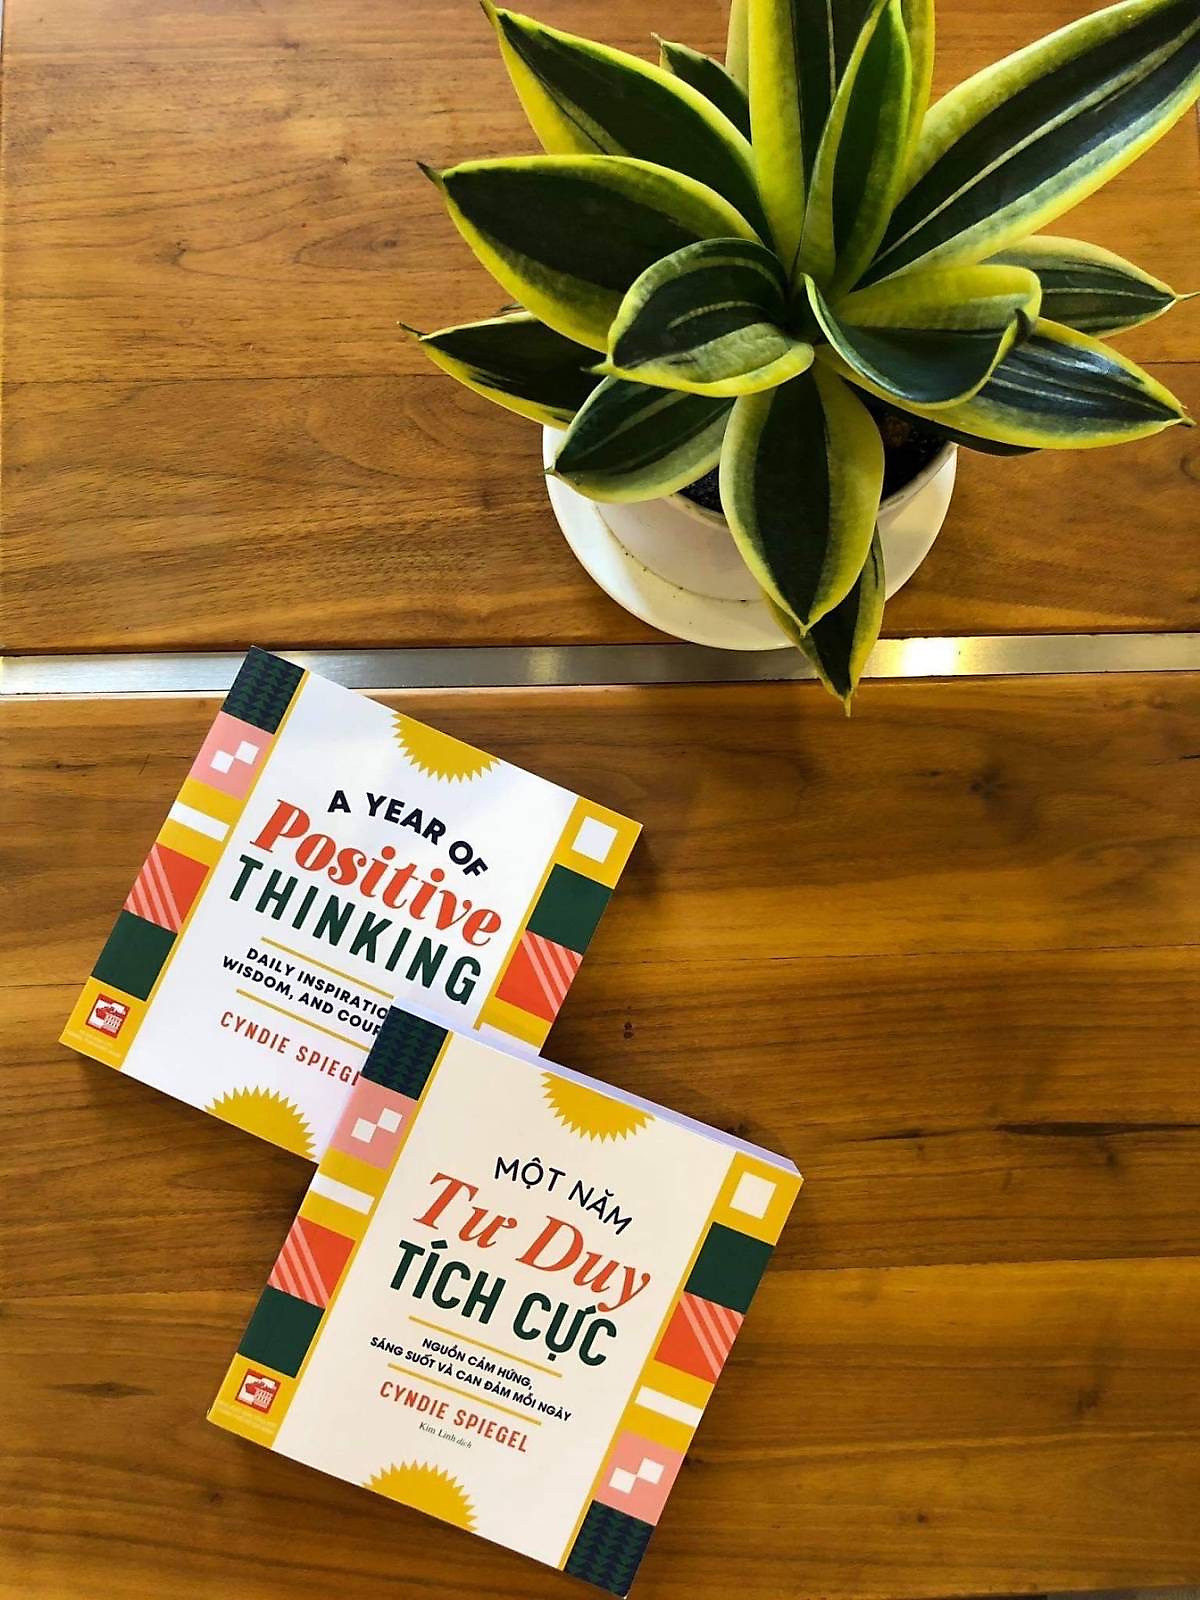 A YEAR OF
Positive
THINKING
DAILY INSPIRATIO
WISDOM, AND COUR
CYNDIE SPIEG
MỘT NĂM
Tư Duy
TÍCH CỰC
NGUỒN CẢM HỨNG,
SÁNG SUỐT VÀ CAN ĐẢM MỖI NGÀY
CYNDIE SPIEGEL
Kim Linh dịch